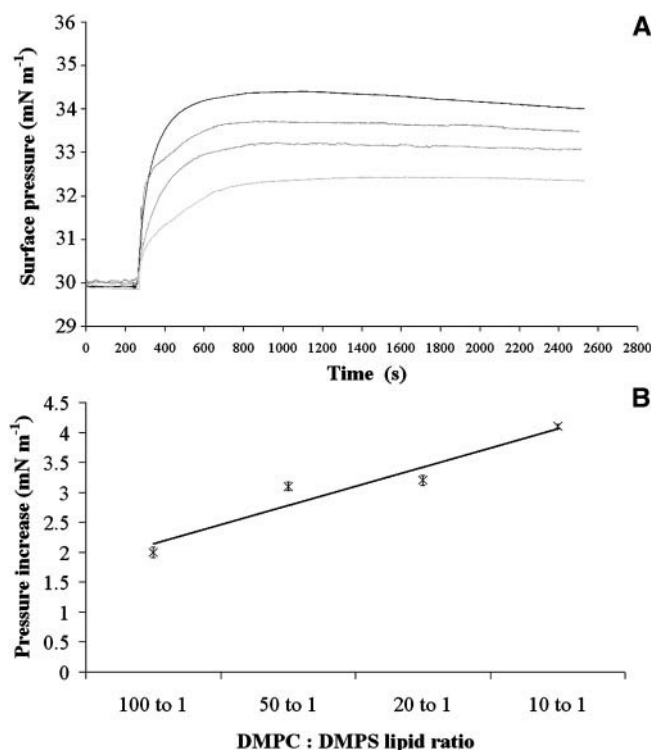 A
Surface pressure (mN m⁻¹)
36
35
34
33
32
31
30
29
0 200 400 600 800 1000 1200 1400 1600 1800 2000 2200 2400 2600 2800
Time (s)
B
Pressure increase (mN m⁻¹)
4.5
4
3.5
3
2.5
2
1.5
1
0.5
0
100 to 1 50 to 1 20 to 1 10 to 1
DMPC : DMPS lipid ratio